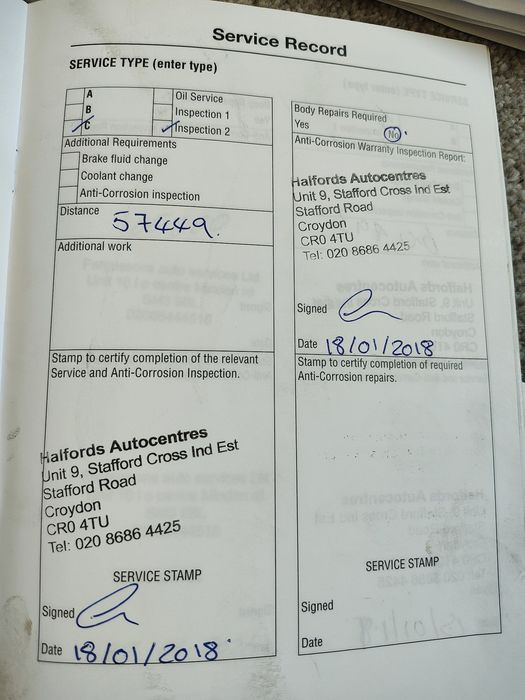 Service Record
SERVICE TYPE (enter type)
A
B
C
Oil Service
Inspection 1
Inspection 2
Additional Requirements
Brake fluid change
Coolant change
Anti-Corrosion inspection
Distance
57449.
Additional work
Stamp to certify completion of the relevant
Service and Anti-Corrosion Inspection.
Halfords Autocentres
Unit 9, Stafford Cross Ind Est
Stafford Road
Croydon
CR0 4TU
Tel: 020 8686 4425
SERVICE STAMP
Signed
Date 18/01/2018
Body Repairs Required
Yes
No
Anti-Corrosion Warranty Inspection Report:
Halfords Autocentres
Unit 9, Stafford Cross Ind Est
Stafford Road
Croydon
CR0 4TU
Tel: 020 8686 4425
Signed
Date 18/01/2018
Stamp to certify completion of required
Anti-Corrosion repairs.
SERVICE STAMP
Signed
Date